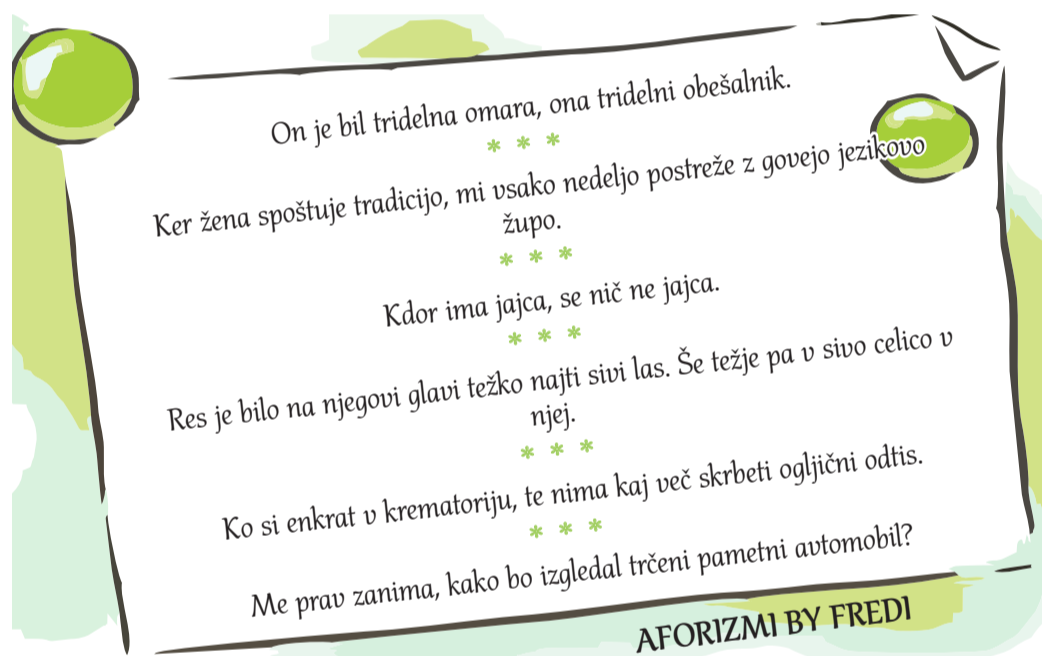 On je bil tridelna omara, ona tridelni obešalnik.
* * *
Ker žena spoštuje tradicijo, mi vsako nedeljo postreže z govejo jezikovo
župo.
* * *
Kdor ima jajca, se nič ne jajca.
* * *
Res je bilo na njegovi glavi težko najti sivi las. Še težje pa v sivo celico v
njej.
* * *
Ko si enkrat v krematoriju, te nima kaj več skrbeti ogljični odtis.
* * *
Me prav zanima, kako bo izgledal trčeni pametni avtomobil?
AFORIZMI BY FREDI